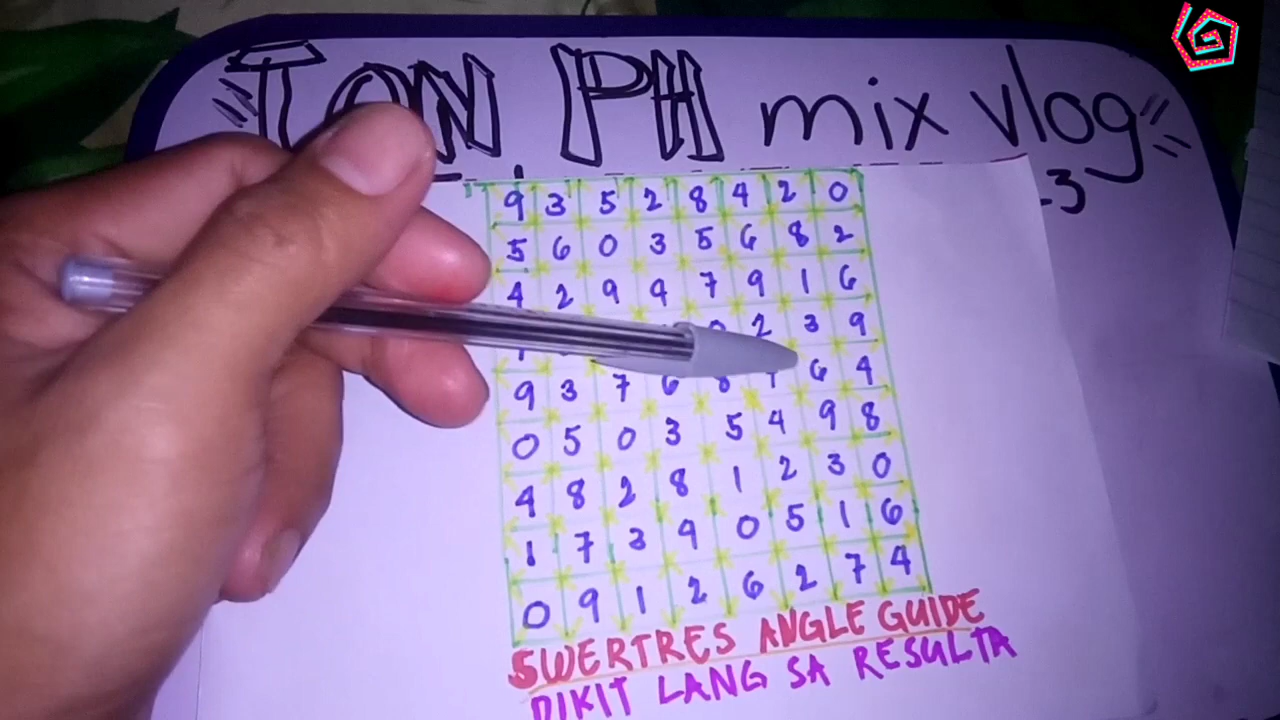 Ton PH mix vlog
3
9 3 5 2 8 4 2 0
5 6 0 3 5 6 8 2
4 2 9 9 7 9 1 6
2 3 9
9 3 7 6 8 6 4
0 5 0 3 5 4 9 8
4 8 2 8 1 2 3 0
1 7 3 9 0 5 1 6
0 9 1 2 6 2 7 4
SWERTRES ANGLE GUIDE
DIKIT LANG SA RESULTA